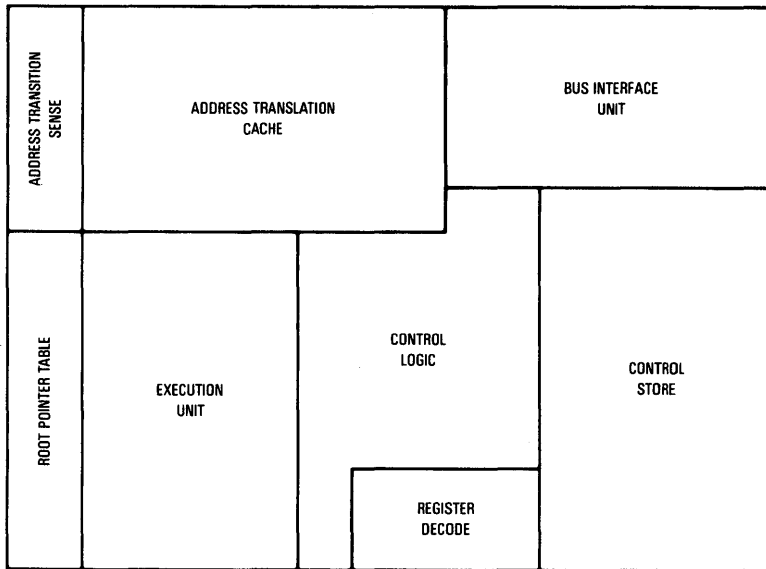 ADDRESS TRANSITION
SENSE
ADDRESS TRANSLATION
CACHE
BUS INTERFACE
UNIT
ROOT POINTER TABLE
EXECUTION
UNIT
CONTROL
LOGIC
CONTROL
STORE
REGISTER
DECODE